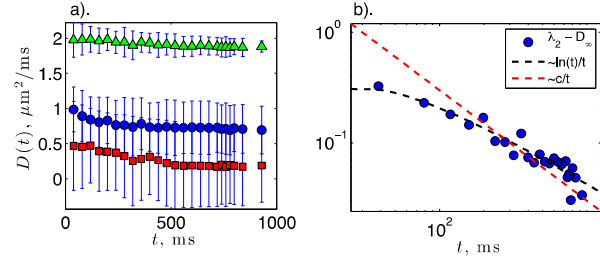 a).
2
1.5
1
0.5
0
D(t), μm²/ms
0
500
1000
t, ms
b).
10⁰
10⁻¹
10²
t, ms
λ₂ − D∞
~ln(t)/t
~c/t